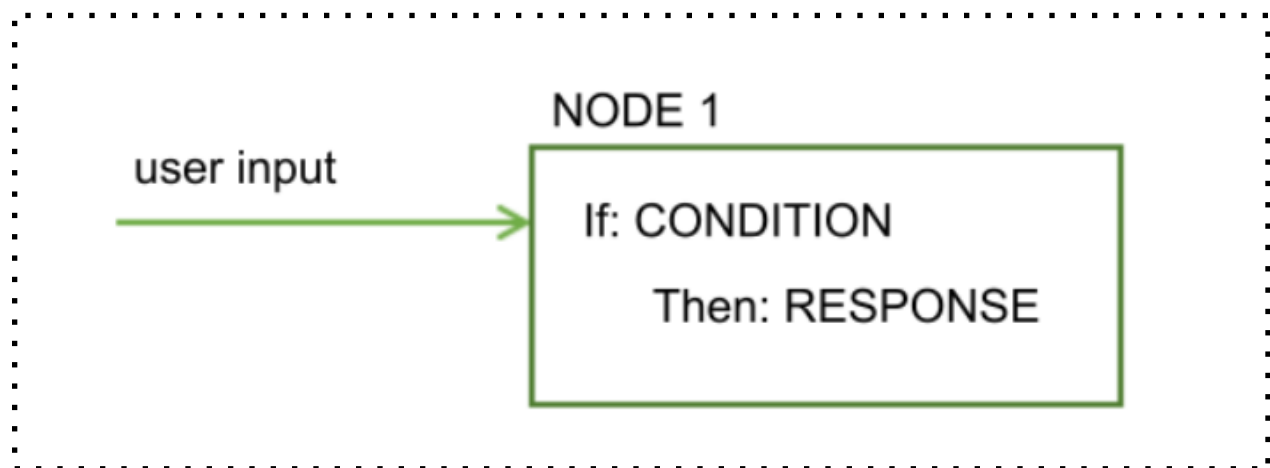 NODE 1
user input
If: CONDITION
Then: RESPONSE